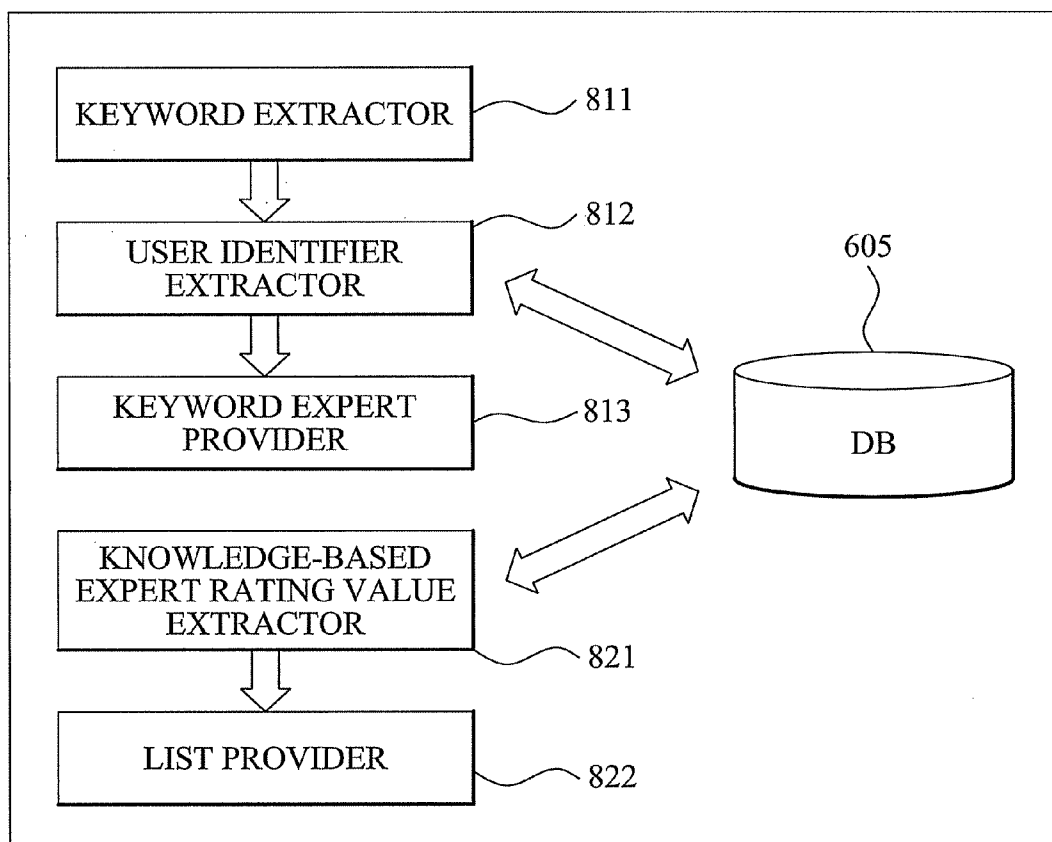 KEYWORD EXTRACTOR
811
USER IDENTIFIER
EXTRACTOR
812
KEYWORD EXPERT
PROVIDER
813
605
DB
KNOWLEDGE-BASED
EXPERT RATING VALUE
EXTRACTOR
821
LIST PROVIDER
822